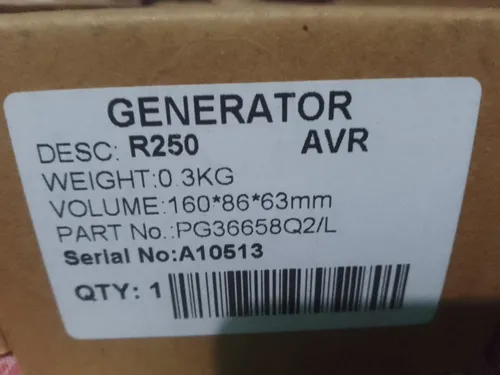 GENERATOR
DESC: R250 AVR
WEIGHT:0.3KG
VOLUME:160*86*63mm
PART No.:PG36658Q2/L
Serial No:A10513
QTY: 1